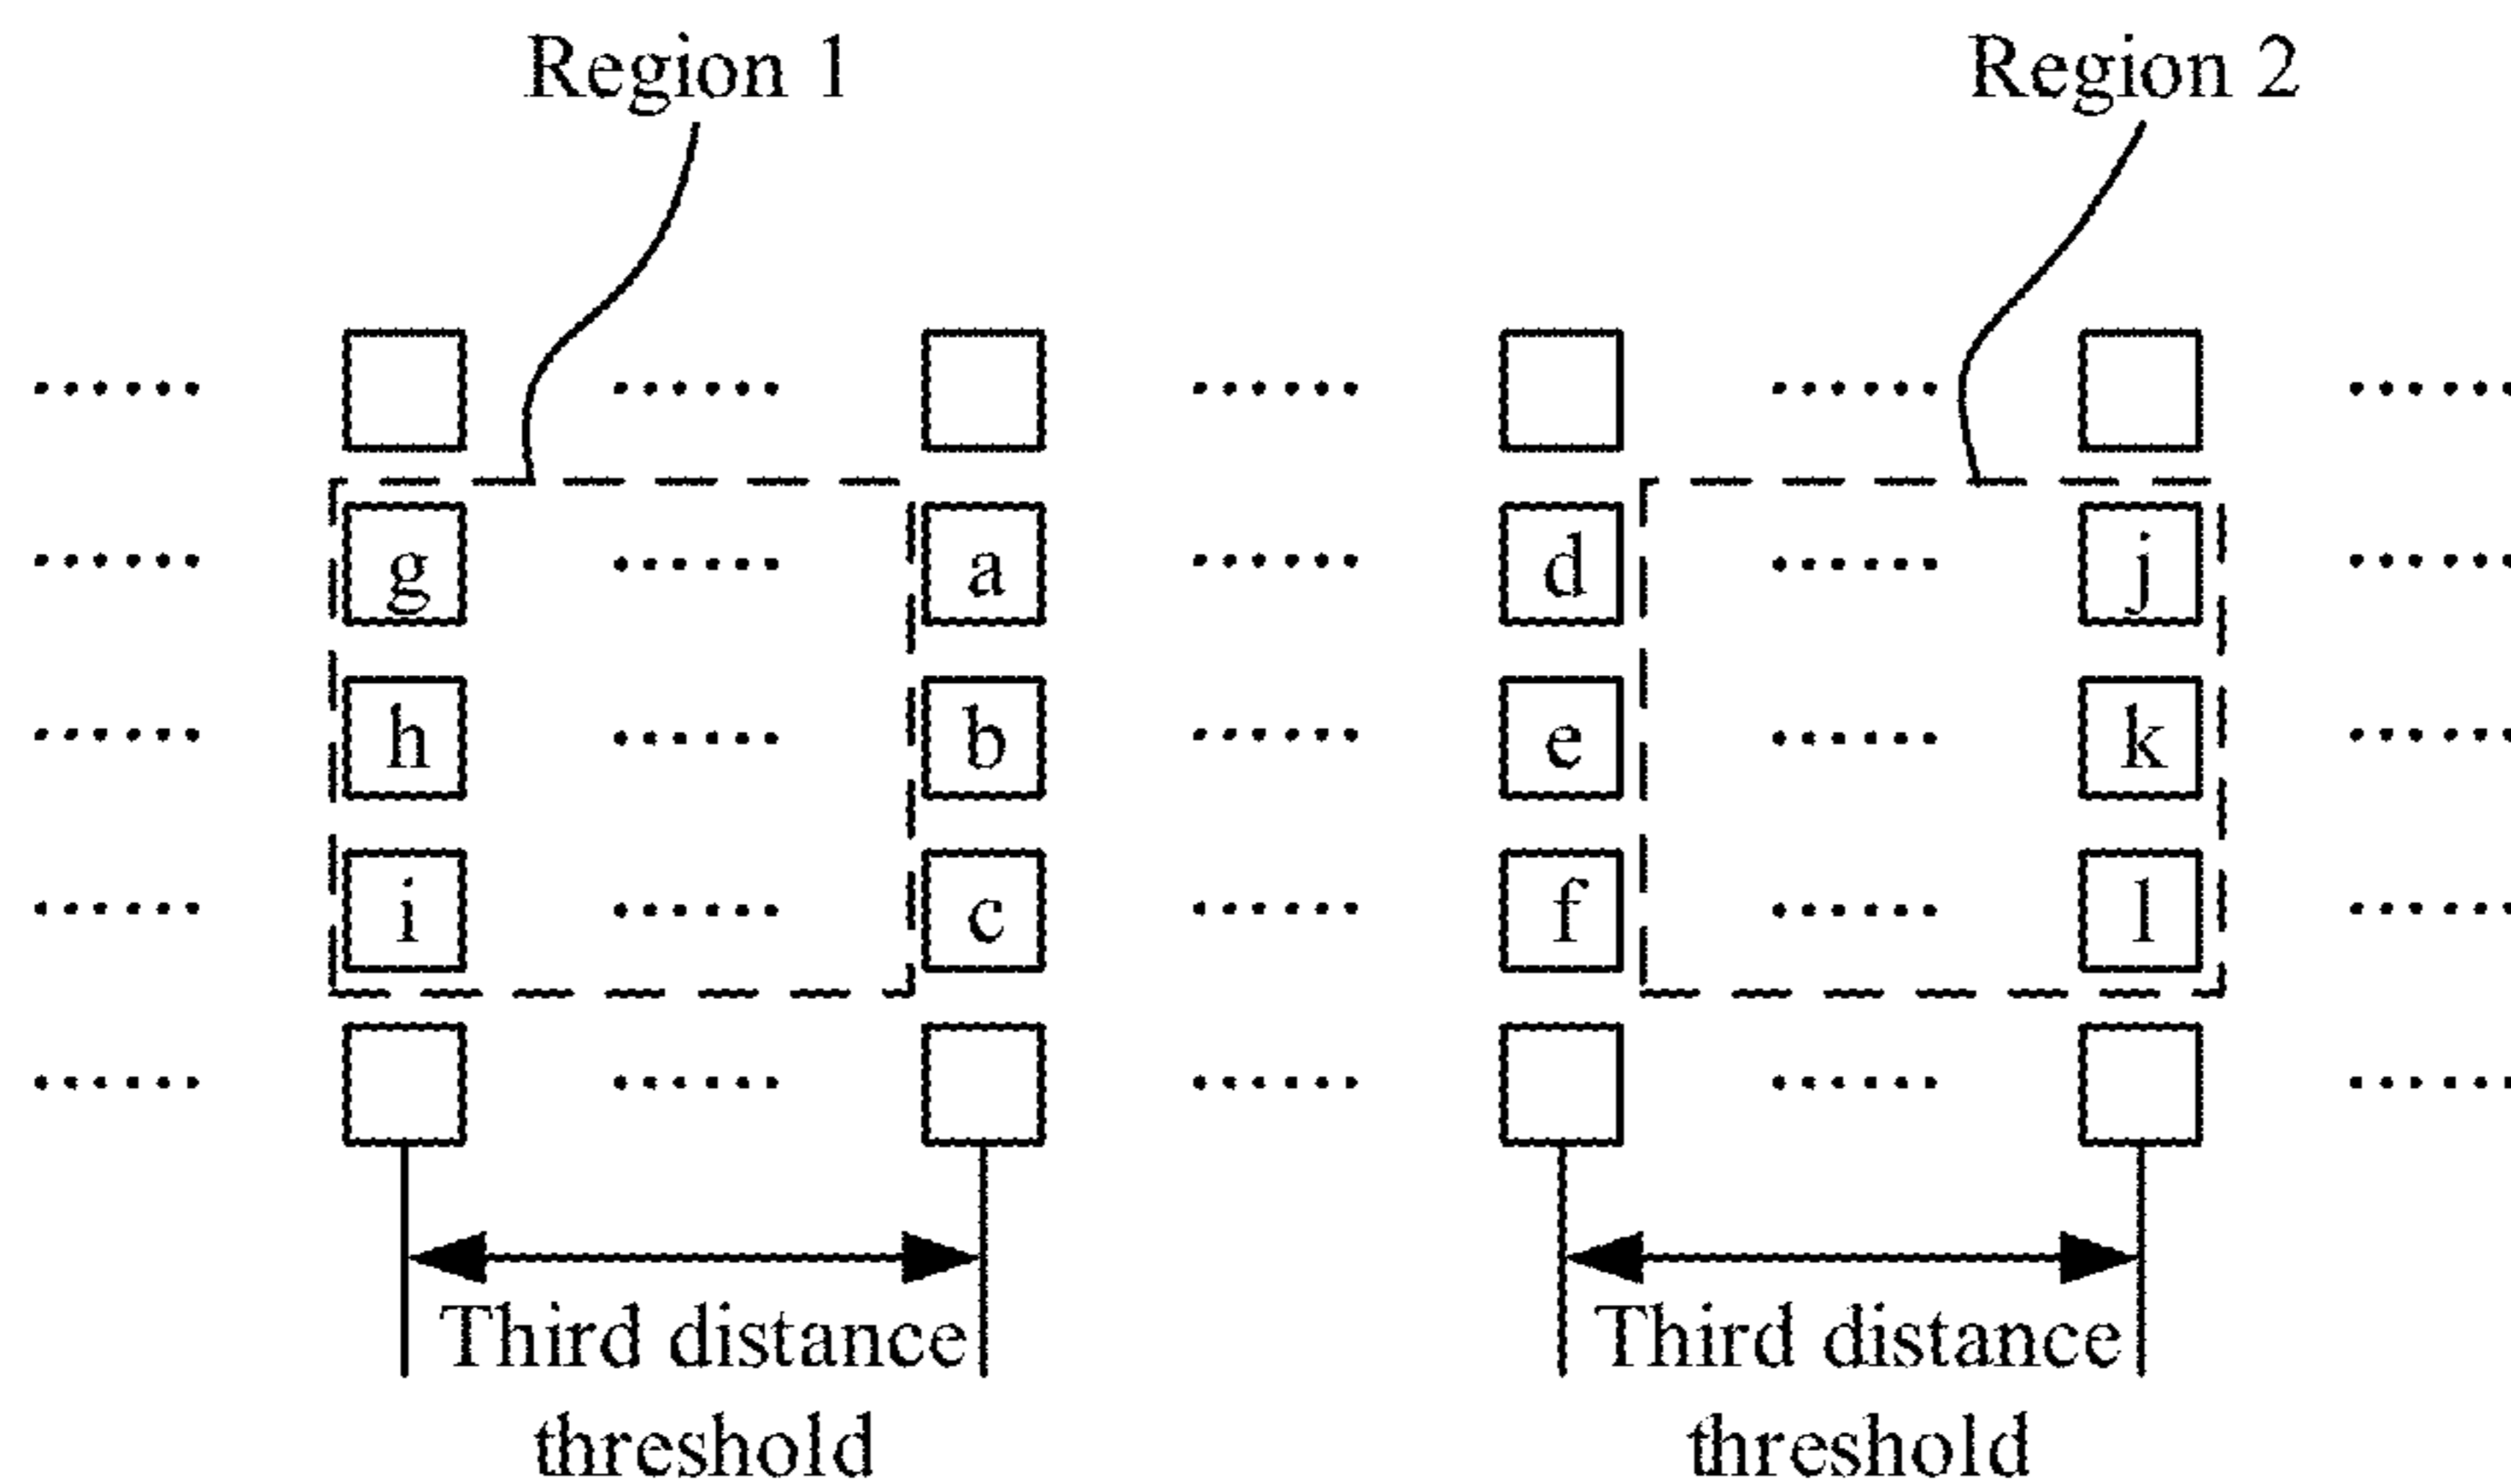 Region 1 Region 2
g a d j
h b e k
i c f l
Third distance Third distance
threshold threshold